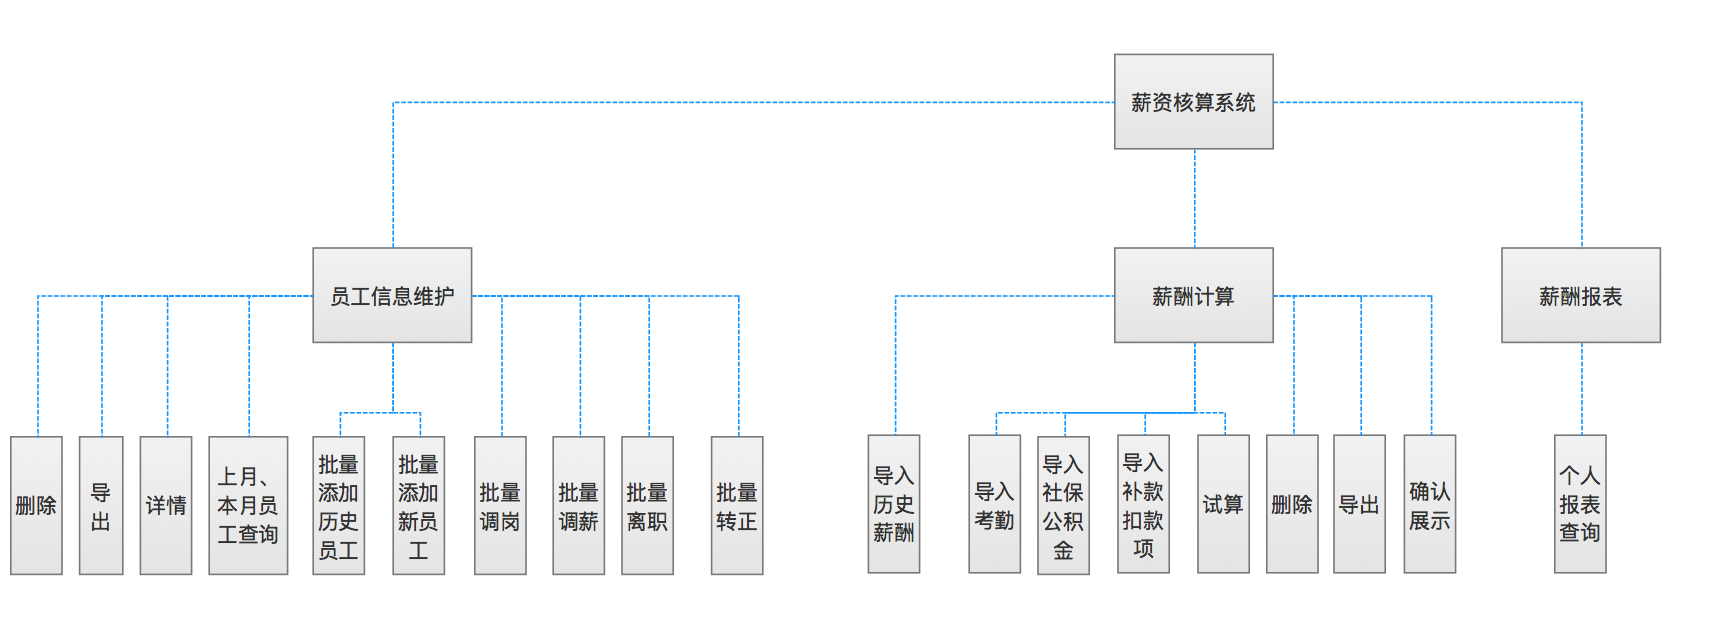 薪资核算系统
员工信息维护
薪酬计算
薪酬报表
删除
导
出
详情
上月、
本月员
工查询
批量
添加
历史
员工
批量
添加
新员
工
批量
调岗
批量
调薪
批量
离职
批量
转正
导入
历史
薪酬
导入
考勤
导入
社保
公积
金
导入
补款
扣款
项
试算
删除
导出
确认
展示
个人
报表
查询